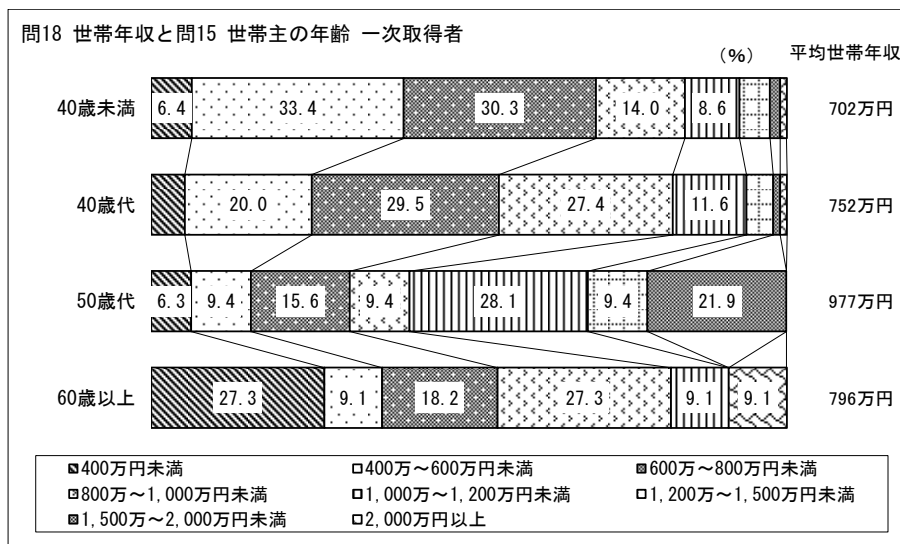 問18 世帯年収と問15 世帯主の年齢 一次取得者
(%) 平均世帯年収
40歳未満 6.4 33.4 30.3 14.0 8.6 702万円
40歳代 20.0 29.5 27.4 11.6 752万円
50歳代 6.3 9.4 15.6 9.4 28.1 9.4 21.9 977万円
60歳以上 27.3 9.1 18.2 27.3 9.1 9.1 796万円
400万円未満 400万～600万円未満 600万～800万円未満
800万～1,000万円未満 1,000万～1,200万円未満 1,200万～1,500万円未満
1,500万～2,000万円未満 2,000万円以上